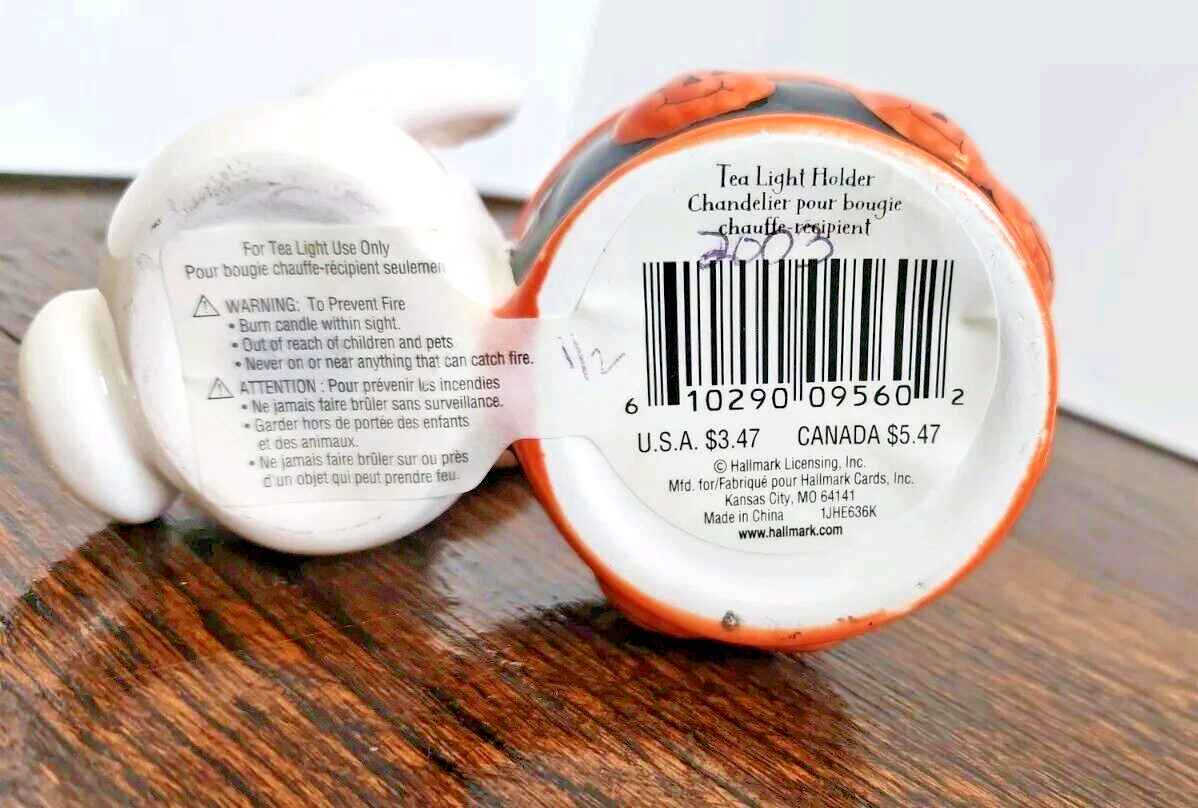 For Tea Light Use Only
Pour bougie chauffe-récipient seulemen
WARNING: To Prevent Fire
• Burn candle within sight.
• Out of reach of children and pets
• Never on or near anything that can catch fire.
ATTENTION : Pour prévenir les incendies
• Ne jamais faire brûler sans surveillance.
• Garder hors de portée des enfants
et des animaux.
• Ne jamais faire brûler sur ou près
d'un objet qui peut prendre feu.
Tea Light Holder
Chandelier pour bougie
chauffe-récipient
2003
1/2
6 10290 09560 2
U.S.A. $3.47 CANADA $5.47
© Hallmark Licensing, Inc.
Mfd. for/Fabriqué pour Hallmark Cards, Inc.
Kansas City, MO 64141
Made in China 1JHE636K
www.hallmark.com